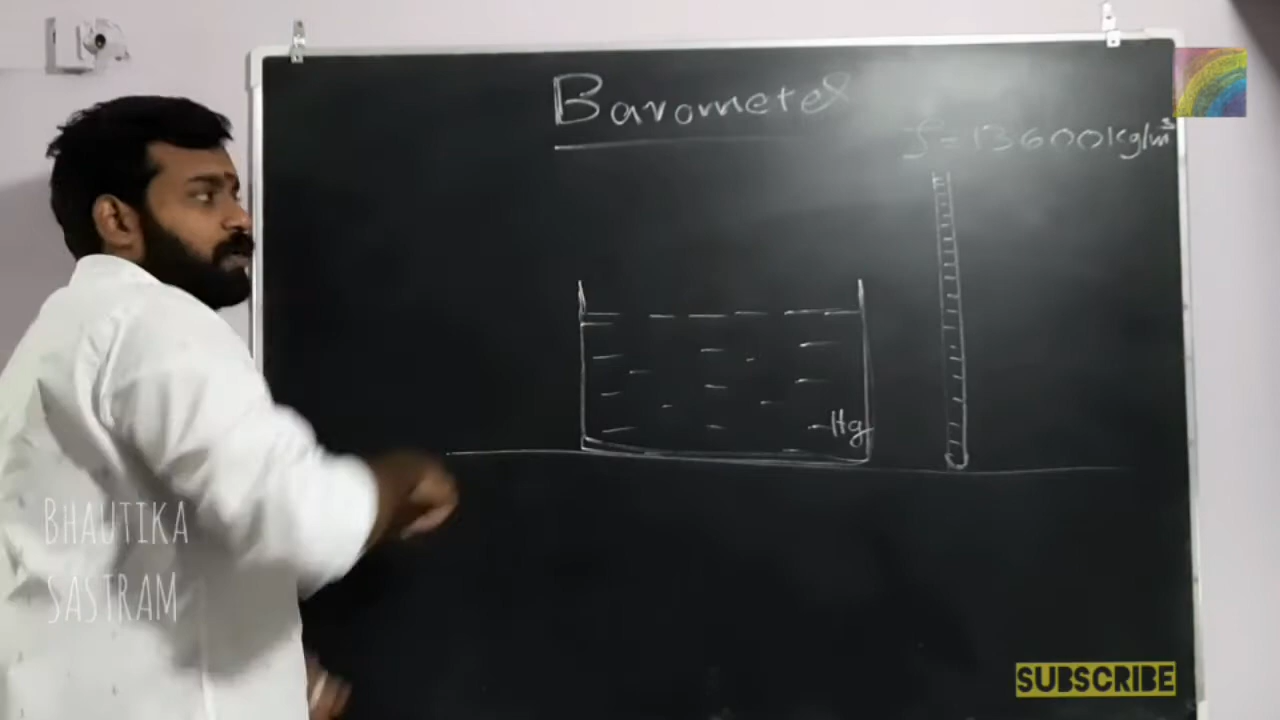 Barometer
ρ = 13600 kg/m³
Hg
BHAUTIKA
SASTRAM
SUBSCRIBE